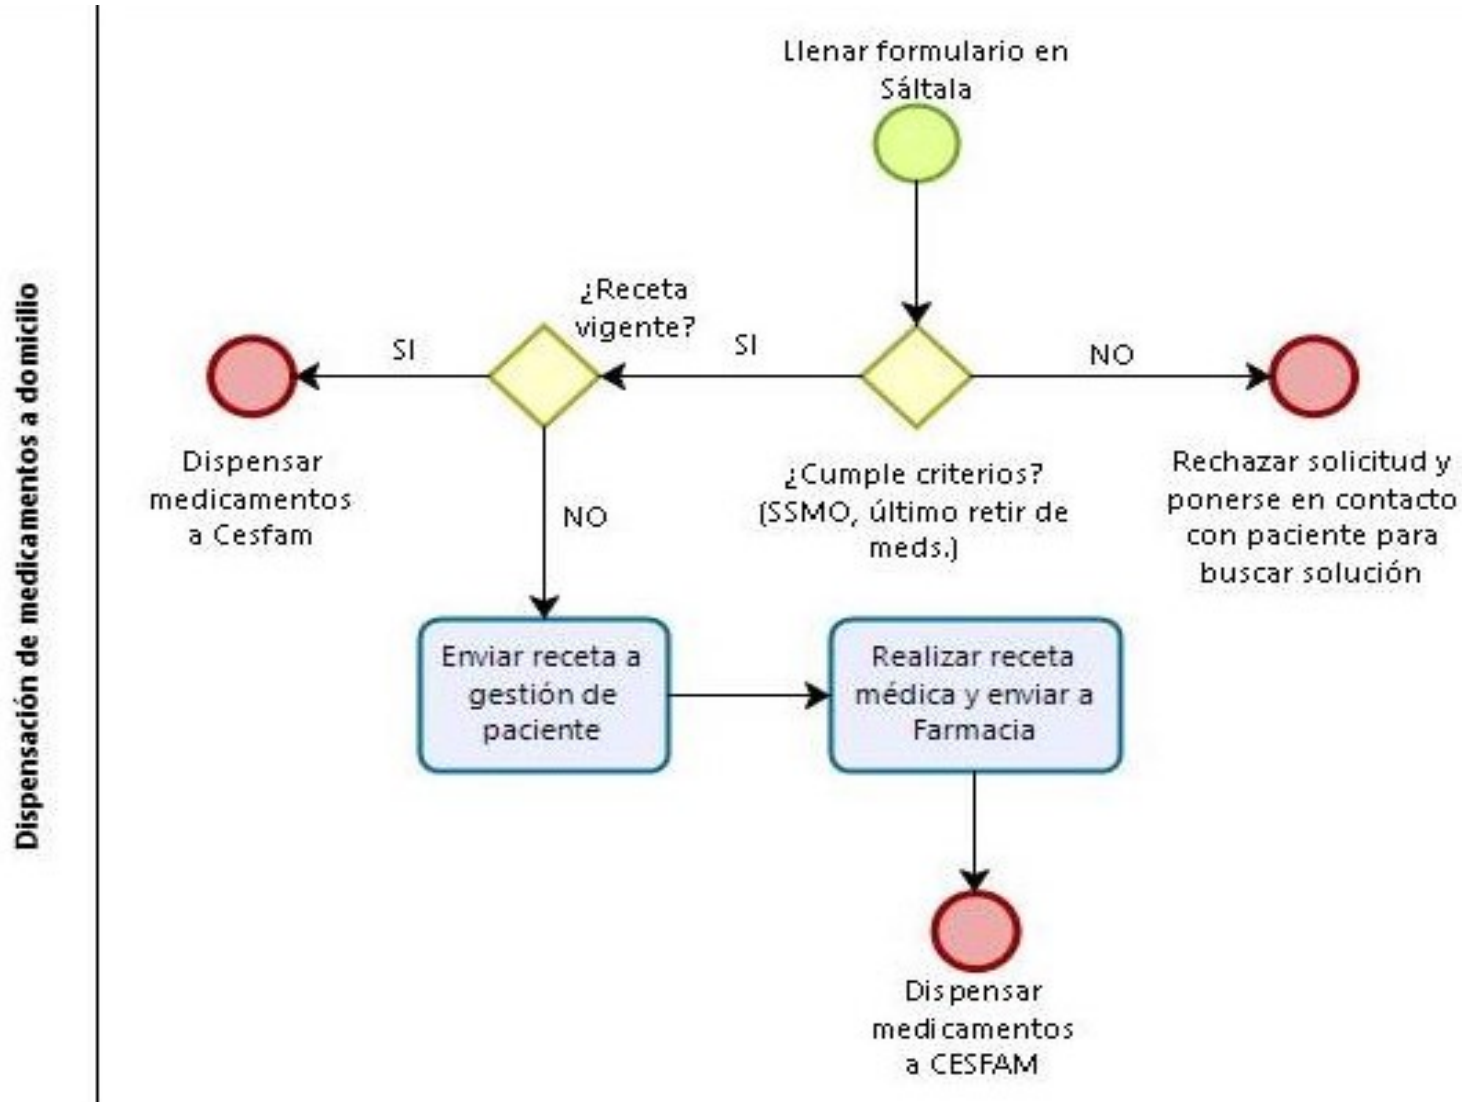 Dispensación de medicamentos a domicilio
Llenar formulario en
Sáltala
¿Receta
vigente?
SI
SI
NO
Dispensar
medicamentos
a Cesfam
NO
¿Cumple criterios?
(SSMO, último retir de
meds.)
Rechazar solicitud y
ponerse en contacto
con paciente para
buscar solución
Enviar receta a
gestión de
paciente
Realizar receta
médica y enviar a
Farmacia
Dispensar
medicamentos
a CESFAM